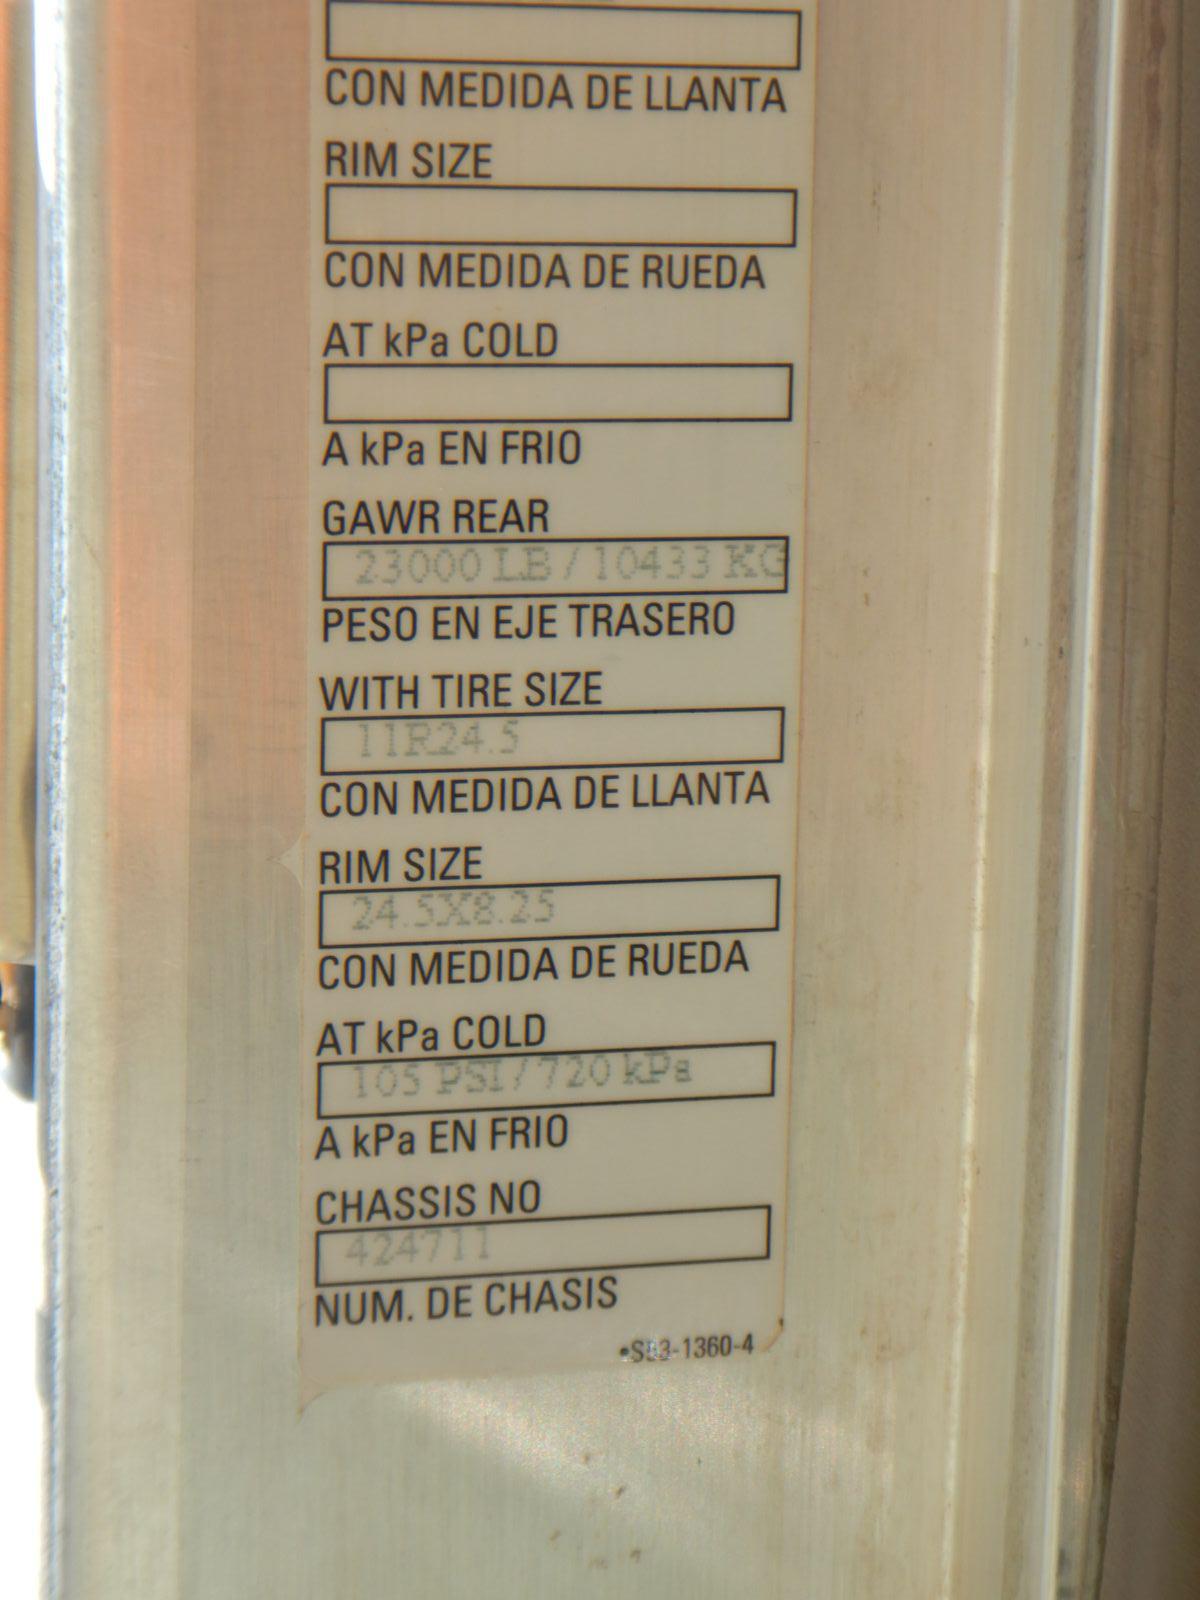 CON MEDIDA DE LLANTA
RIM SIZE
CON MEDIDA DE RUEDA
AT kPa COLD
A kPa EN FRIO
GAWR REAR
23000 LB / 10433 KG
PESO EN EJE TRASERO
WITH TIRE SIZE
11R24.5
CON MEDIDA DE LLANTA
RIM SIZE
24.5X8.25
CON MEDIDA DE RUEDA
AT kPa COLD
105 PSI / 720 kPa
A kPa EN FRIO
CHASSIS NO
424711
NUM. DE CHASIS